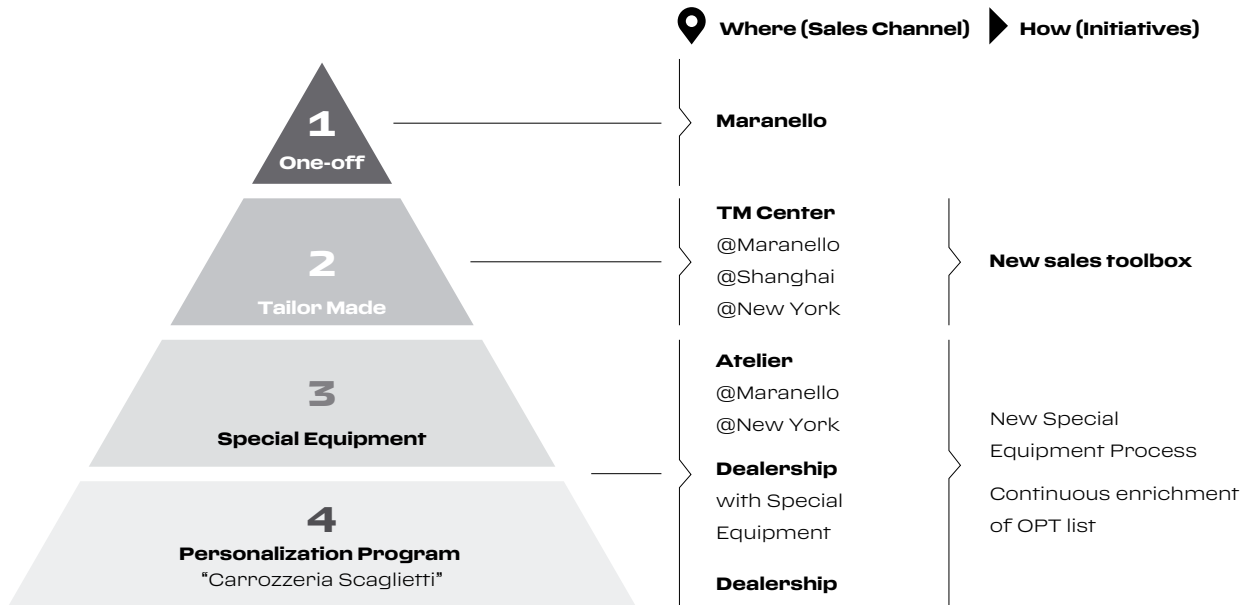 Where (Sales Channel)
How (Initiatives)
1
One-off
Maranello
2
Tailor Made
TM Center
@Maranello
@Shanghai
@New York
New sales toolbox
3
Special Equipment
4
Personalization Program
“Carrozzeria Scaglietti”
Atelier
@Maranello
@New York
Dealership
with Special
Equipment
Dealership
New Special
Equipment Process
Continuous enrichment
of OPT list